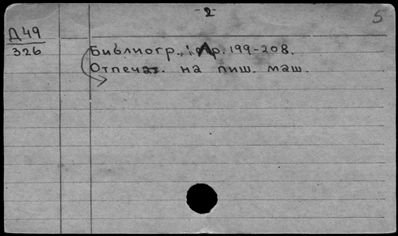 -2-
5
Д49
326
Библиогр.: л. 199-208.
Отпечат. на пиш. маш.